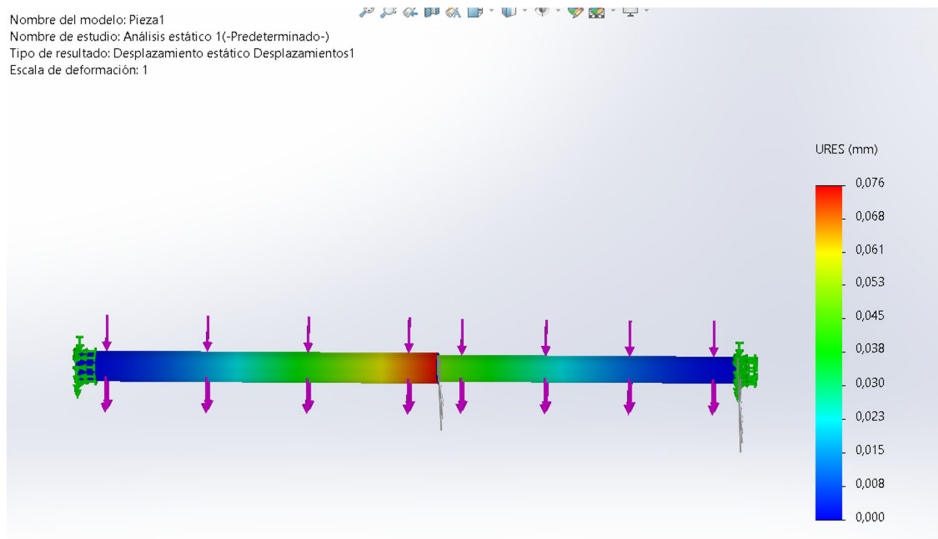 Nombre del modelo: Pieza1
Nombre de estudio: Análisis estático 1(-Predeterminado-)
Tipo de resultado: Desplazamiento estático Desplazamientos1
Escala de deformación: 1
URES (mm)
0,076
0,068
0,061
0,053
0,045
0,038
0,030
0,023
0,015
0,008
0,000